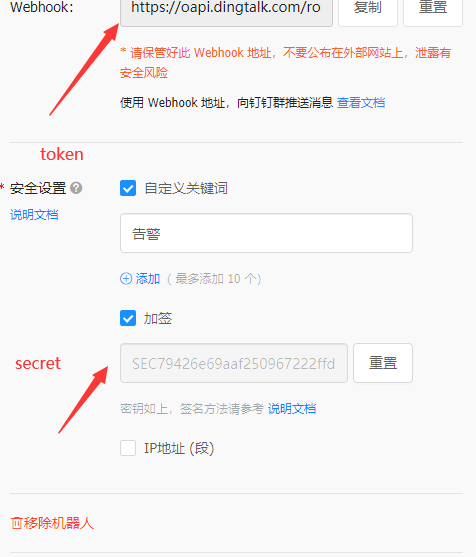 Webhook: https://oapi.dingtalk.com/ro 复制 重置
* 请保管好此 Webhook 地址，不要公布在外部网站上，泄露有
安全风险
使用 Webhook 地址，向钉钉群推送消息 查看文档
token
* 安全设置 ? 自定义关键词
说明文档
告警
添加 ( 最多添加 10 个)
加签
secret SEC79426e69aaf250967222ffd 重置
密钥如上，签名方法请参考 说明文档
IP地址 (段)
移除机器人